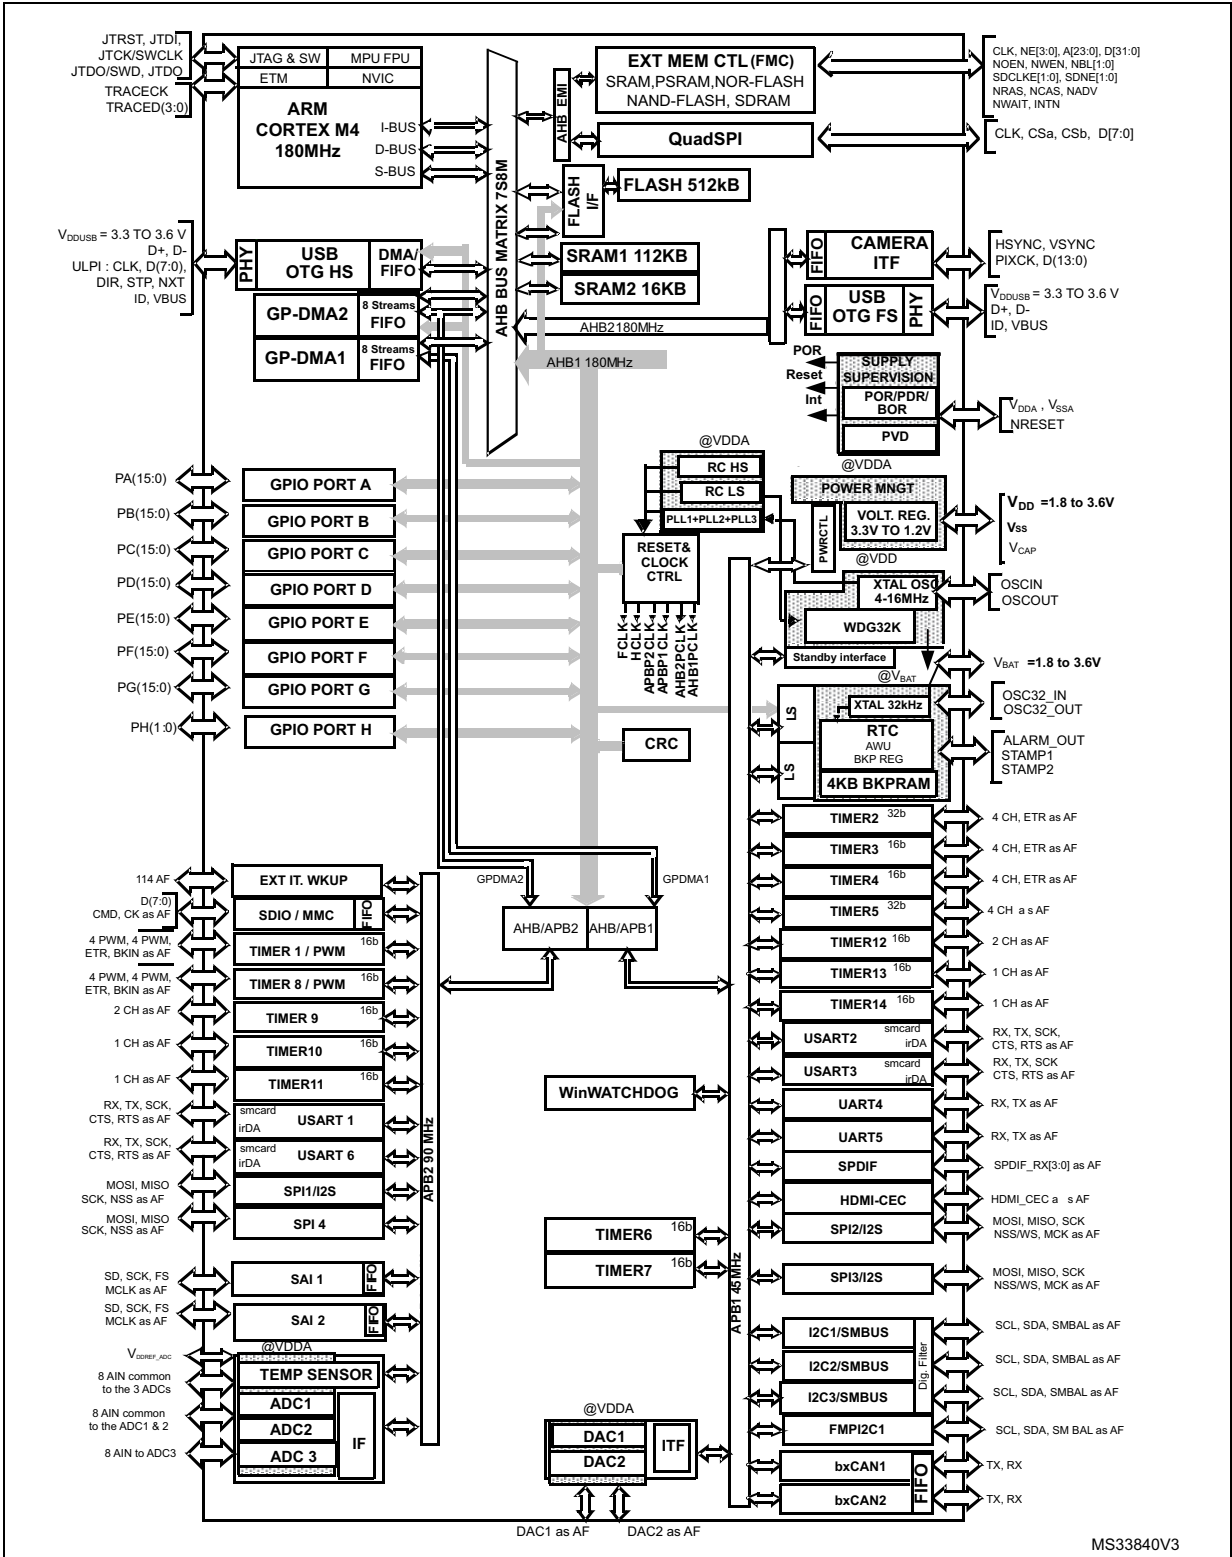 JTRST, JTDI,
JTCK/SWCLK
JTDO/SWD, JTDO
TRACECK
TRACED(3:0)
JTAG & SW
MPU FPU
ETM
NVIC
ARM
CORTEX M4
180MHz
I-BUS
D-BUS
S-BUS
AHB BUS MATRIX 7S8M
AHB EMI
EXT MEM CTL (FMC)
SRAM,PSRAM,NOR-FLASH
NAND-FLASH, SDRAM
QuadSPI
CLK, NE[3:0], A[23:0], D[31:0]
NOEN, NWEN, NBL[1:0]
SDCLKE[1:0], SDNE[1:0]
NRAS, NCAS, NADV
NWAIT, INTN
CLK, CSa, CSb, D[7:0]
FLASH I/F
FLASH 512kB
SRAM1 112KB
SRAM2 16KB
VDDUSB = 3.3 TO 3.6 V
D+, D-
ULPI : CLK, D(7:0),
DIR, STP, NXT
ID, VBUS
PHY
USB
OTG HS
DMA/
FIFO
GP-DMA2
8 Streams
FIFO
GP-DMA1
8 Streams
FIFO
AHB2180MHz
AHB1 180MHz
FIFO
CAMERA
ITF
HSYNC, VSYNC
PIXCK, D(13:0)
FIFO
USB
OTG FS
PHY
VDDUSB = 3.3 TO 3.6 V
D+, D-
ID, VBUS
POR
Reset
Int
SUPPLY
SUPERVISION
POR/PDR/
BOR
PVD
VDDA , VSSA
NRESET
@VDDA
RC HS
RC LS
PLL1+PLL2+PLL3
@VDDA
POWER MNGT
VOLT. REG.
3.3V TO 1.2V
PWRCTL
VDD =1.8 to 3.6V
VSS
VCAP
@VDD
XTAL OSC
4-16MHz
OSCIN
OSCOUT
WDG32K
Standby interface
VBAT =1.8 to 3.6V
@VBAT
RESET&
CLOCK
CTRL
FCLK
HCLK
APBP2CLK
APBP1CLK
AHB2PCLK
AHB1PCLK
PA(15:0)
GPIO PORT A
PB(15:0)
GPIO PORT B
PC(15:0)
GPIO PORT C
PD(15:0)
GPIO PORT D
PE(15:0)
GPIO PORT E
PF(15:0)
GPIO PORT F
PG(15:0)
GPIO PORT G
PH(1:0)
GPIO PORT H
CRC
LS
LS
XTAL 32kHz
RTC
AWU
BKP REG
4KB BKPRAM
OSC32_IN
OSC32_OUT
ALARM_OUT
STAMP1
STAMP2
GPDMA2
GPDMA1
AHB/APB2
AHB/APB1
APB2 90 MHz
APB1 45MHz
114 AF
EXT IT. WKUP
D(7:0)
CMD, CK as AF
SDIO / MMC
FIFO
4 PWM, 4 PWM,
ETR, BKIN as AF
TIMER 1 / PWM
16b
4 PWM, 4 PWM,
ETR, BKIN as AF
TIMER 8 / PWM
16b
2 CH as AF
TIMER 9
16b
1 CH as AF
TIMER10
16b
1 CH as AF
TIMER11
16b
RX, TX, SCK,
CTS, RTS as AF
smcard
irDA
USART 1
RX, TX, SCK,
CTS, RTS as AF
smcard
irDA
USART 6
MOSI, MISO
SCK, NSS as AF
SPI1/I2S
MOSI, MISO
SCK, NSS as AF
SPI 4
SD, SCK, FS
MCLK as AF
SAI 1
FIFO
SD, SCK, FS
MCLK as AF
SAI 2
FIFO
VDDREF_ADC
@VDDA
TEMP SENSOR
8 AIN common
to the 3 ADCs
ADC1
8 AIN common
to the ADC1 & 2
ADC2
8 AIN to ADC3
ADC 3
IF
WinWATCHDOG
TIMER6
16b
TIMER7
16b
@VDDA
DAC1
DAC2
ITF
DAC1 as AF
DAC2 as AF
TIMER2
32b
4 CH, ETR as AF
TIMER3
16b
4 CH, ETR as AF
TIMER4
16b
4 CH, ETR as AF
TIMER5
32b
4 CH a s AF
TIMER12
16b
2 CH as AF
TIMER13
16b
1 CH as AF
TIMER14
16b
1 CH as AF
USART2
smcard
irDA
RX, TX, SCK,
CTS, RTS as AF
USART3
smcard
irDA
RX, TX, SCK
CTS, RTS as AF
UART4
RX, TX as AF
UART5
RX, TX as AF
SPDIF
SPDIF_RX[3:0] as AF
HDMI-CEC
HDMI_CEC a s AF
SPI2/I2S
MOSI, MISO, SCK
NSS/WS, MCK as AF
SPI3/I2S
MOSI, MISO, SCK
NSS/WS, MCK as AF
I2C1/SMBUS
SCL, SDA, SMBAL as AF
I2C2/SMBUS
SCL, SDA, SMBAL as AF
I2C3/SMBUS
SCL, SDA, SMBAL as AF
Dig. Filter
FMPI2C1
SCL, SDA, SM BAL as AF
bxCAN1
TX, RX
bxCAN2
TX, RX
FIFO
MS33840V3